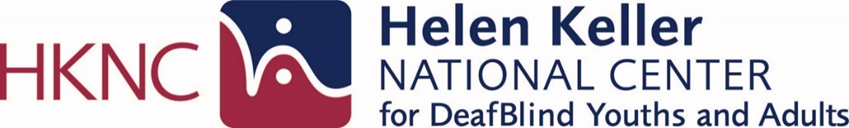 HKNC
Helen Keller
NATIONAL CENTER
for DeafBlind Youths and Adults